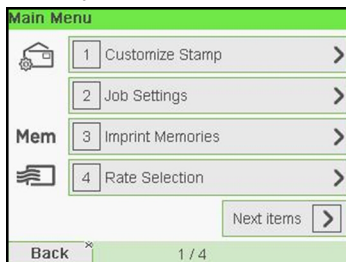 Main Menu
1 Customize Stamp >
2 Job Settings >
Mem 3 Imprint Memories >
4 Rate Selection >
Next items >
Back x 1 / 4